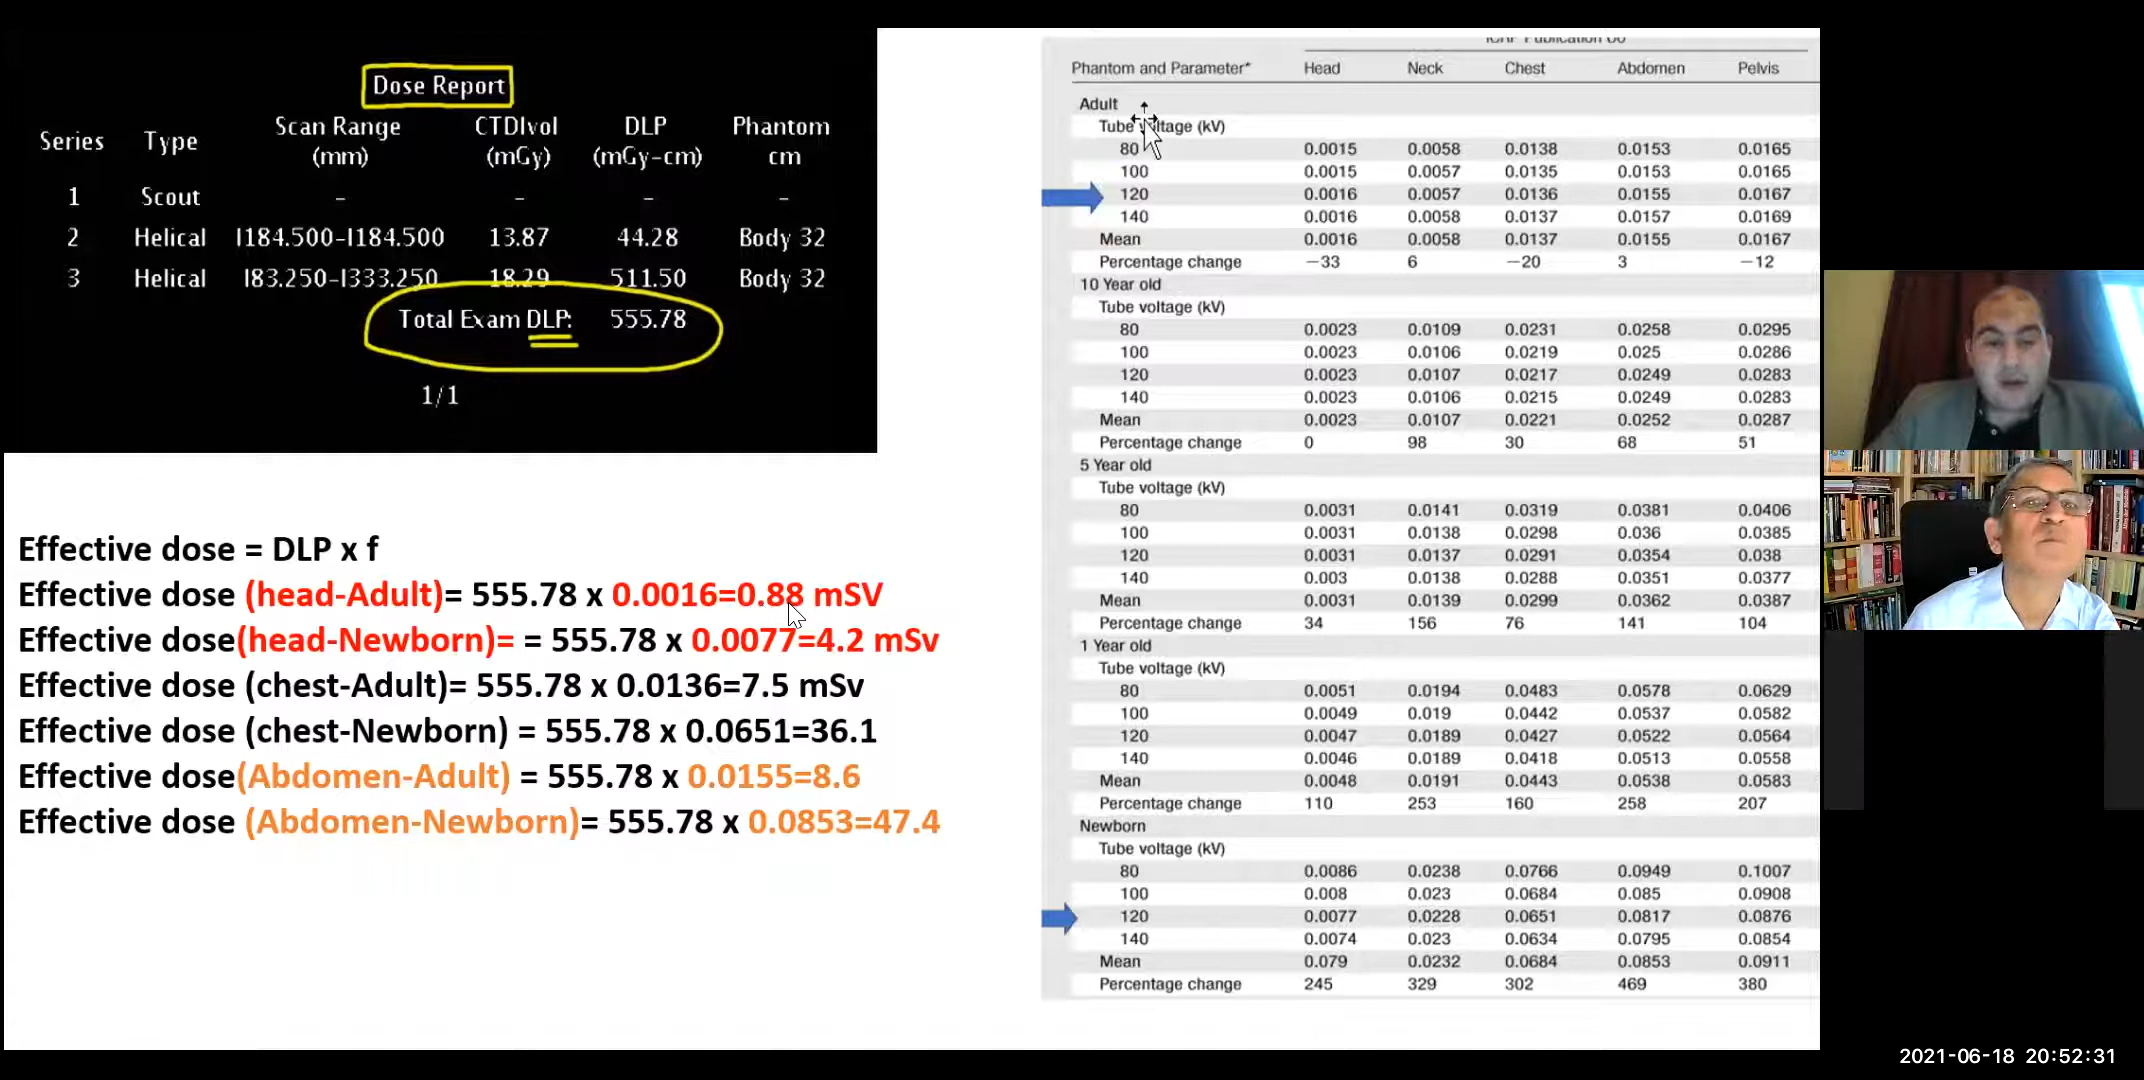 Dose Report
Series Type Scan Range (mm) CTDIvol (mGy) DLP (mGy-cm) Phantom cm
1 Scout - - - -
2 Helical I184.500-I184.500 13.87 44.28 Body 32
3 Helical I83.250-I333.250 18.29 511.50 Body 32
Total Exam DLP: 555.78
1/1
Effective dose = DLP x f
Effective dose (head-Adult)= 555.78 x 0.0016=0.88 mSV
Effective dose(head-Newborn)= = 555.78 x 0.0077=4.2 mSv
Effective dose (chest-Adult)= 555.78 x 0.0136=7.5 mSv
Effective dose (chest-Newborn) = 555.78 x 0.0651=36.1
Effective dose(Abdomen-Adult) = 555.78 x 0.0155=8.6
Effective dose (Abdomen-Newborn)= 555.78 x 0.0853=47.4
Phantom and Parameter* Head Neck Chest Abdomen Pelvis
Adult
Tube voltage (kV)
80 0.0015 0.0058 0.0138 0.0153 0.0165
100 0.0015 0.0057 0.0135 0.0153 0.0165
120 0.0016 0.0057 0.0136 0.0155 0.0167
140 0.0016 0.0058 0.0137 0.0157 0.0169
Mean 0.0016 0.0058 0.0137 0.0155 0.0167
Percentage change −33 6 −20 3 −12
10 Year old
Tube voltage (kV)
80 0.0023 0.0109 0.0231 0.0258 0.0295
100 0.0023 0.0106 0.0219 0.025 0.0286
120 0.0023 0.0107 0.0217 0.0249 0.0283
140 0.0023 0.0106 0.0215 0.0249 0.0283
Mean 0.0023 0.0107 0.0221 0.0252 0.0287
Percentage change 0 98 30 68 51
5 Year old
Tube voltage (kV)
80 0.0031 0.0141 0.0319 0.0381 0.0406
100 0.0031 0.0138 0.0298 0.036 0.0385
120 0.0031 0.0137 0.0291 0.0354 0.038
140 0.003 0.0138 0.0288 0.0351 0.0377
Mean 0.0031 0.0139 0.0299 0.0362 0.0387
Percentage change 34 156 76 141 104
1 Year old
Tube voltage (kV)
80 0.0051 0.0194 0.0483 0.0578 0.0629
100 0.0049 0.019 0.0442 0.0537 0.0582
120 0.0047 0.0189 0.0427 0.0522 0.0564
140 0.0046 0.0189 0.0418 0.0513 0.0558
Mean 0.0048 0.0191 0.0443 0.0538 0.0583
Percentage change 110 253 160 258 207
Newborn
Tube voltage (kV)
80 0.0086 0.0238 0.0766 0.0949 0.1007
100 0.008 0.023 0.0684 0.085 0.0908
120 0.0077 0.0228 0.0651 0.0817 0.0876
140 0.0074 0.023 0.0634 0.0795 0.0854
Mean 0.079 0.0232 0.0684 0.0853 0.0911
Percentage change 245 329 302 469 380
2021-06-18 20:52:31